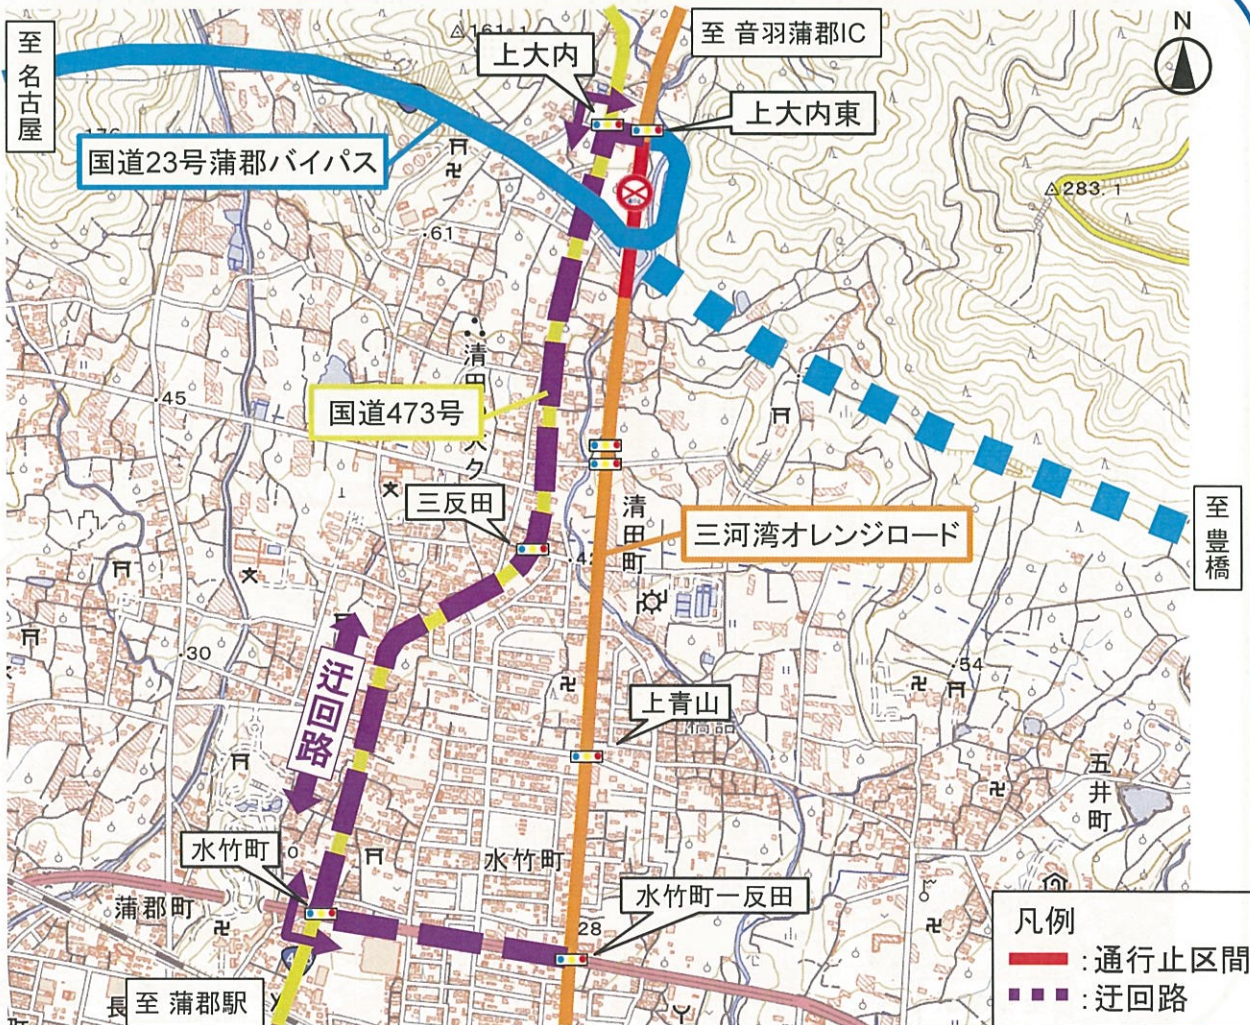 至 名古屋
161.1
上大内
至 音羽蒲郡IC
N
上大内東
176
国道23号蒲郡バイパス
283.1
61
45
国道473号
三反田
清田町
三河湾オレンジロード
至 豊橋
42
30
迂回路
54
上青山
五井町
水竹町
水竹町
水竹町一反田
蒲郡町
28
凡例
:通行止区間
:迂回路
至 蒲郡駅
長